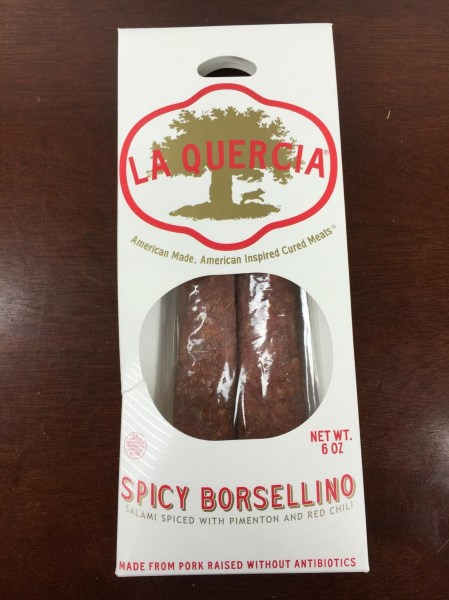 LA QUERCIA®
American Made, American Inspired Cured Meats®
NET WT.
6 OZ
SPICY BORSELLINO
SALAMI SPICED WITH PIMENTON AND RED CHILI
MADE FROM PORK RAISED WITHOUT ANTIBIOTICS